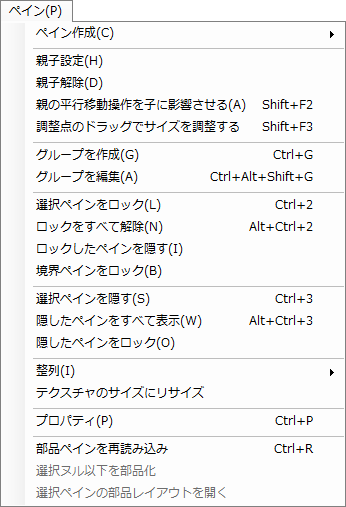 ペイン(P)
ペイン作成(C)
親子設定(H)
親子解除(D)
親の平行移動操作を子に影響させる(A) Shift+F2
調整点のドラッグでサイズを調整する Shift+F3
グループを作成(G) Ctrl+G
グループを編集(A) Ctrl+Alt+Shift+G
選択ペインをロック(L) Ctrl+2
ロックをすべて解除(N) Alt+Ctrl+2
ロックしたペインを隠す(I)
境界ペインをロック(B)
選択ペインを隠す(S) Ctrl+3
隠したペインをすべて表示(W) Alt+Ctrl+3
隠したペインをロック(O)
整列(I)
テクスチャのサイズにリサイズ
プロパティ(P) Ctrl+P
部品ペインを再読み込み Ctrl+R
選択ヌル以下を部品化
選択ペインの部品レイアウトを開く